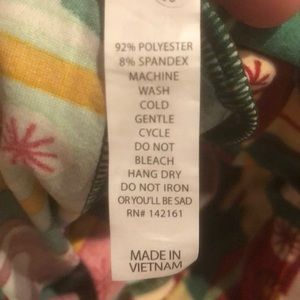 92% POLYESTER
8% SPANDEX
MACHINE
WASH
COLD
GENTLE
CYCLE
DO NOT
BLEACH
HANG DRY
DO NOT IRON
OR YOU'LL BE SAD
RN# 142161
MADE IN
VIETNAM